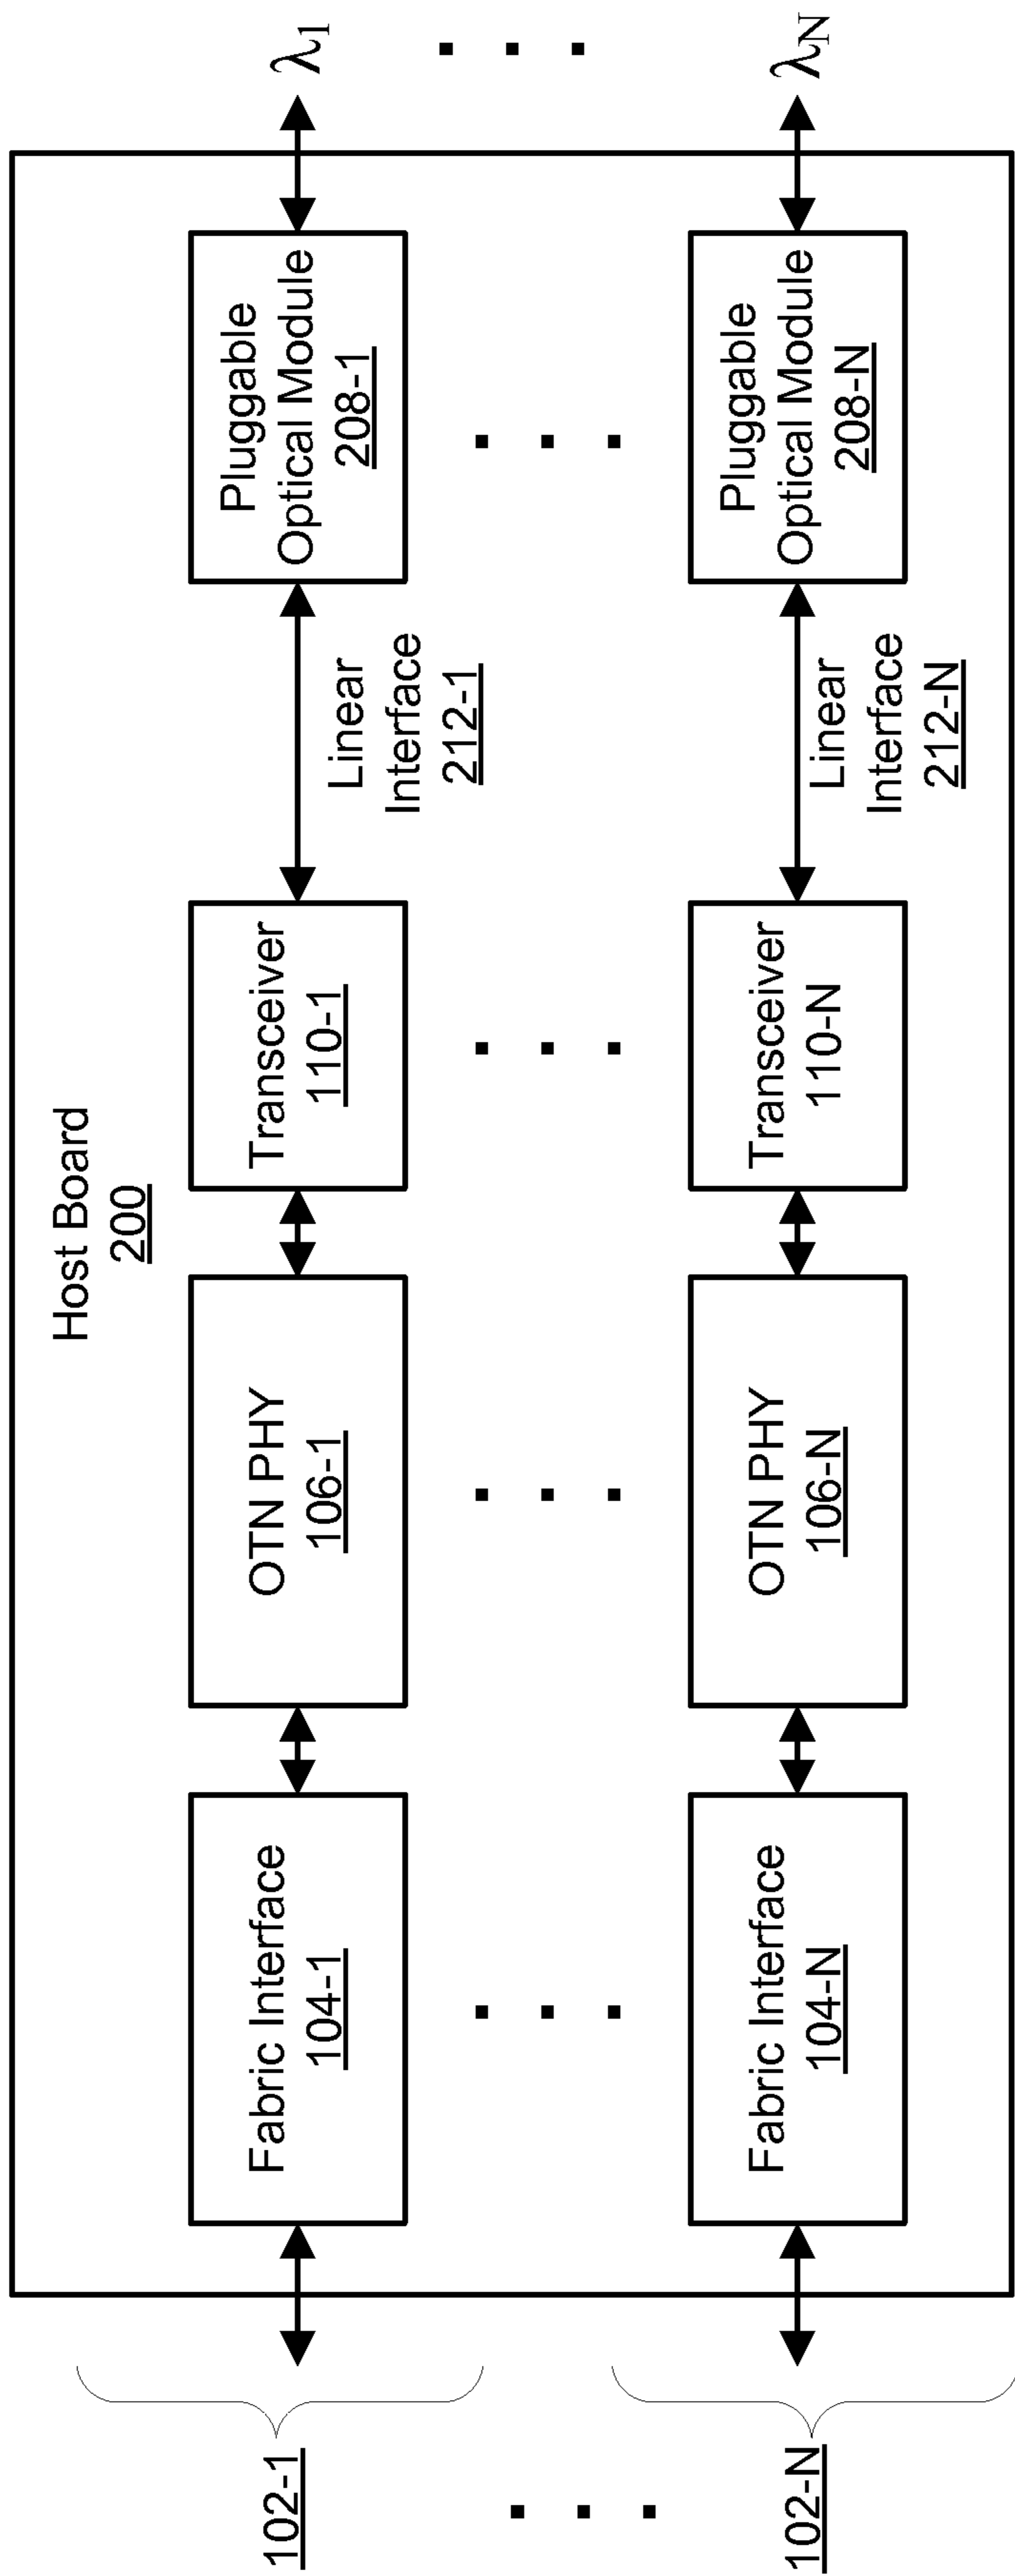 Host Board
200
102-1
Fabric Interface
104-1
OTN PHY
106-1
Transceiver
110-1
Linear
Interface
212-1
Pluggable
Optical Module
208-1
λ1
102-N
Fabric Interface
104-N
OTN PHY
106-N
Transceiver
110-N
Linear
Interface
212-N
Pluggable
Optical Module
208-N
λN